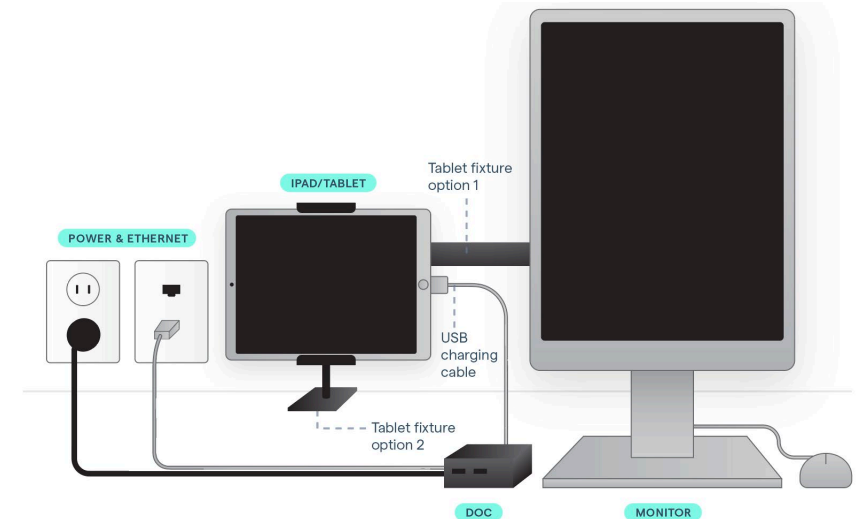 Tablet fixture
option 1
IPAD/TABLET
POWER & ETHERNET
USB
charging
cable
Tablet fixture
option 2
DOC
MONITOR